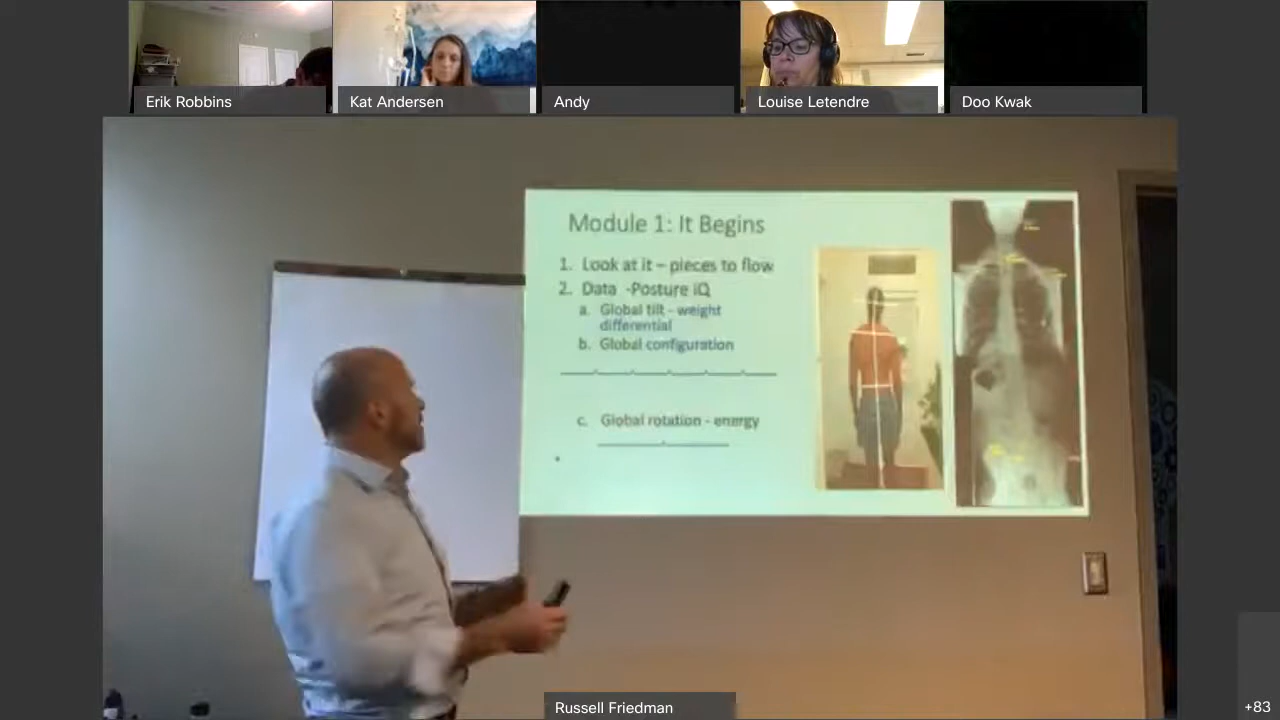 Erik Robbins
Kat Andersen
Andy
Louise Letendre
Doo Kwak
Module 1: It Begins
1. Look at it – pieces to flow
2. Data -Posture iQ
a. Global tilt - weight
differential
b. Global configuration
c. Global rotation - energy
Russell Friedman
+83